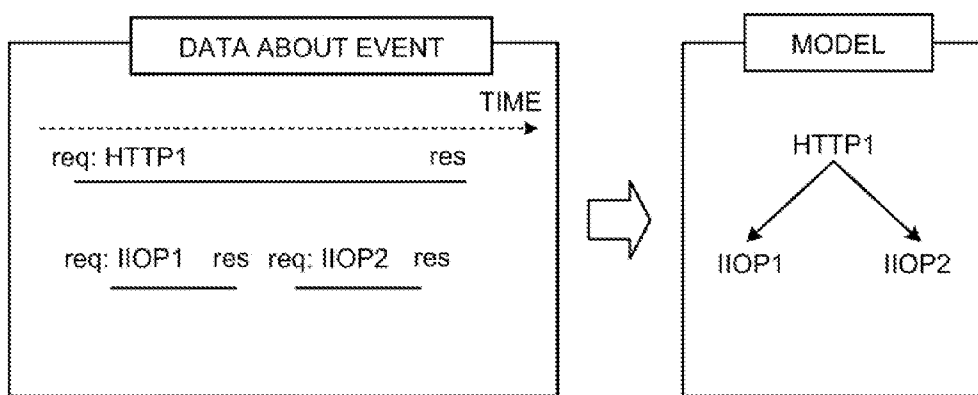 DATA ABOUT EVENT
TIME
req: HTTP1 res
req: IIOP1 res req: IIOP2 res
MODEL
HTTP1
IIOP1 IIOP2